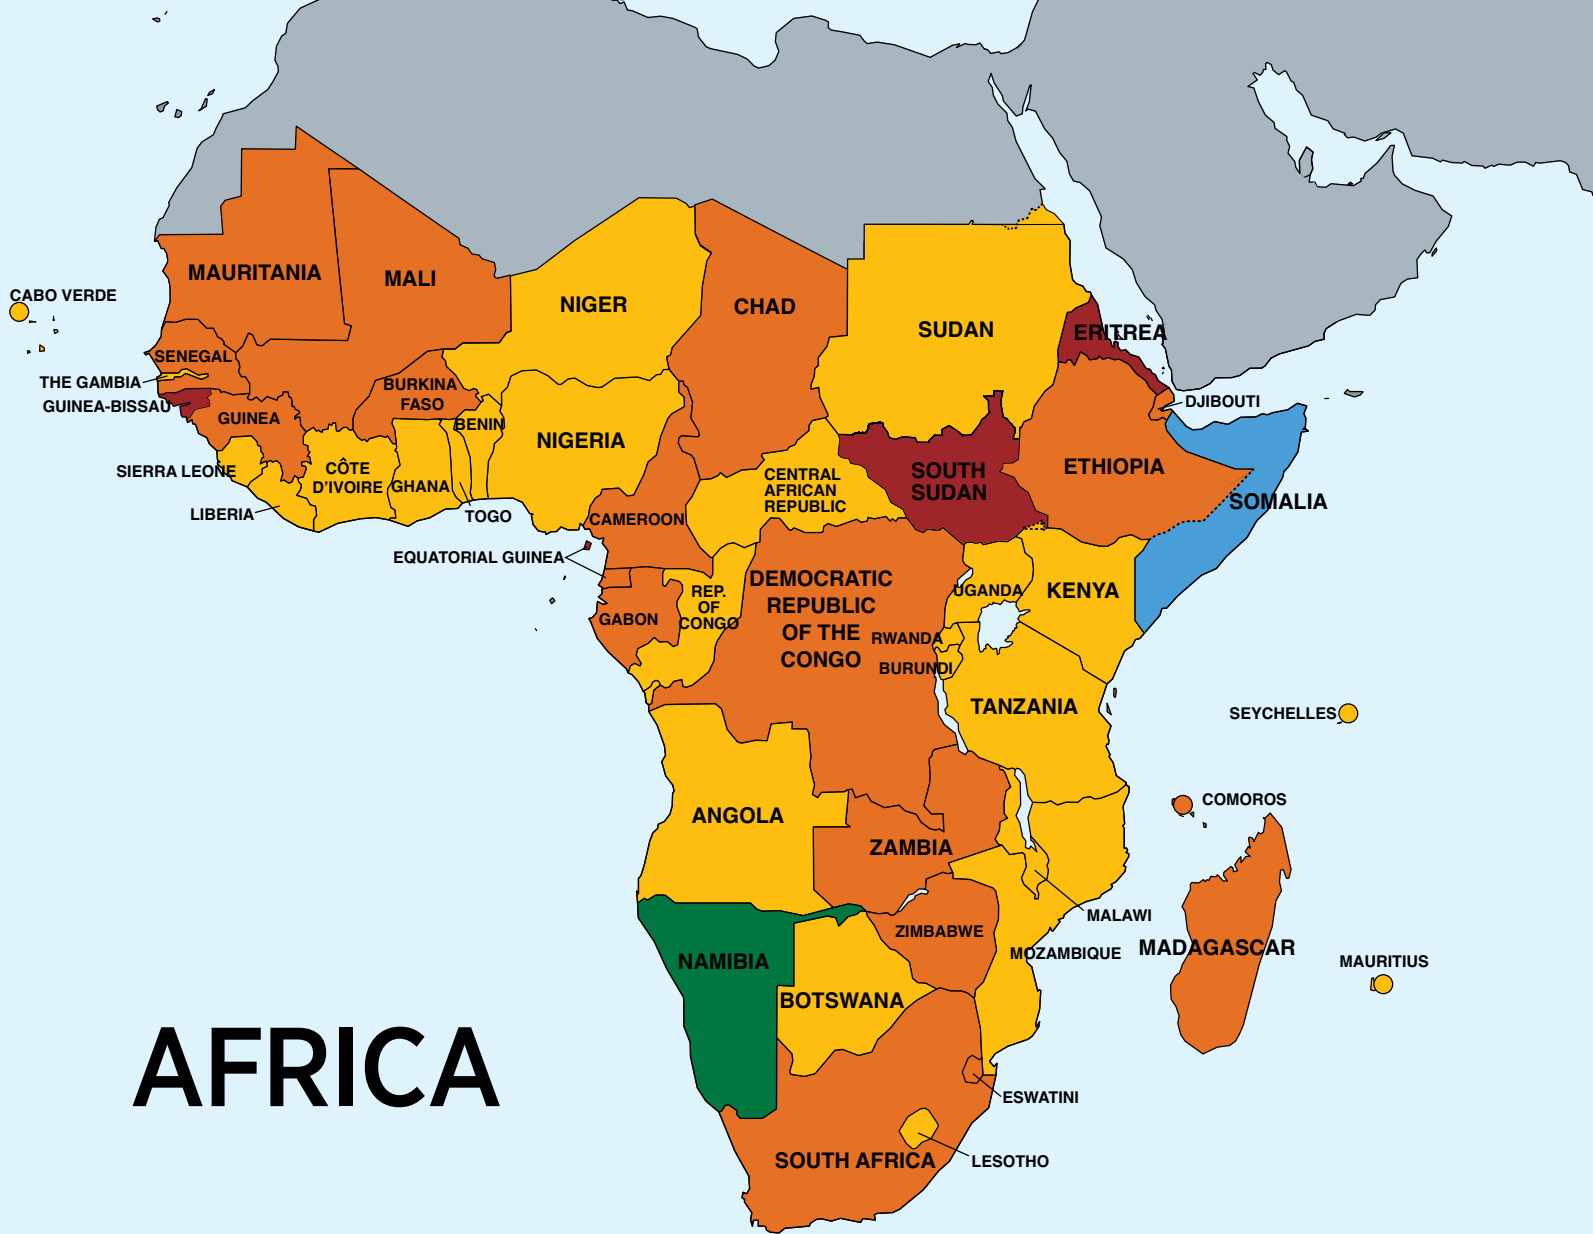 MAURITANIA
MALI
NIGER
CHAD
SUDAN
ERITREA
CABO VERDE
SENEGAL
THE GAMBIA
GUINEA-BISSAU
GUINEA
BURKINA
FASO
BENIN
NIGERIA
DJIBOUTI
SIERRA LEONE
CÔTE
D'IVOIRE
GHANA
LIBERIA
TOGO
CAMEROON
CENTRAL
AFRICAN
REPUBLIC
SOUTH
SUDAN
ETHIOPIA
SOMALIA
EQUATORIAL GUINEA
GABON
REP.
OF
CONGO
DEMOCRATIC
REPUBLIC
OF THE
CONGO
UGANDA
KENYA
RWANDA
BURUNDI
TANZANIA
SEYCHELLES
COMOROS
ANGOLA
ZAMBIA
MALAWI
NAMIBIA
ZIMBABWE
MOZAMBIQUE
MADAGASCAR
MAURITIUS
BOTSWANA
AFRICA
ESWATINI
SOUTH AFRICA
LESOTHO